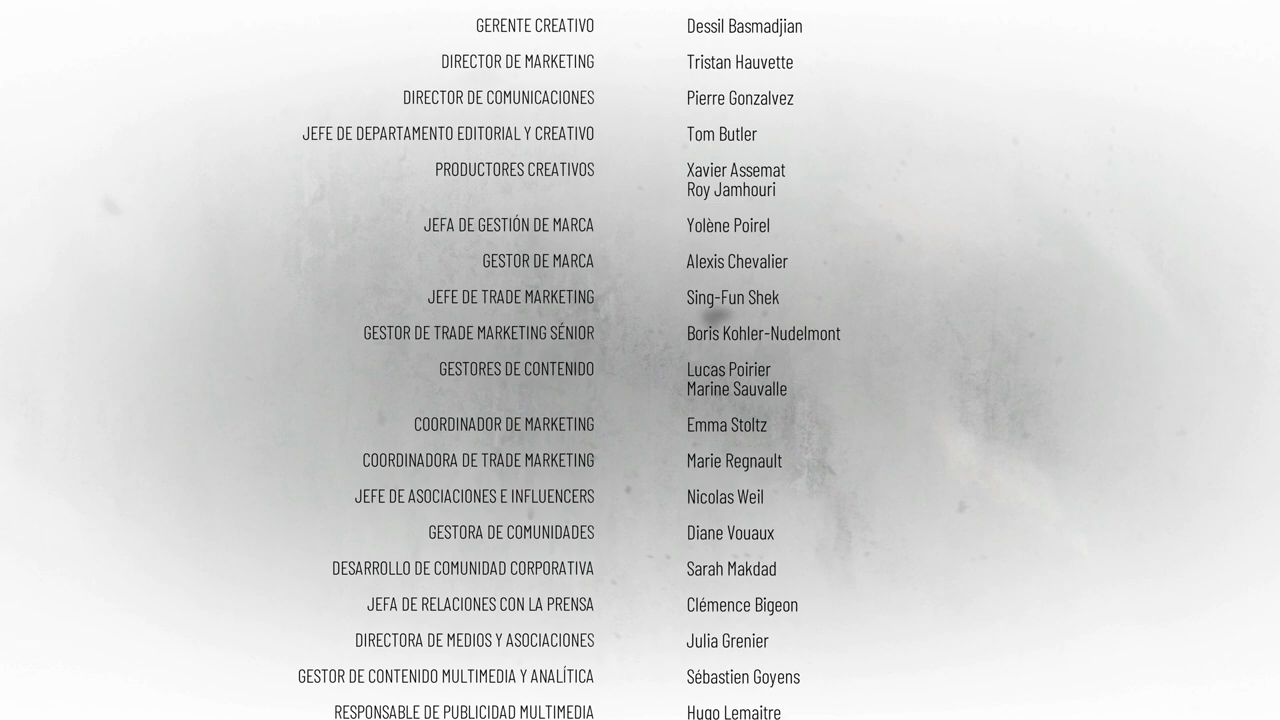 GERENTE CREATIVO Dessil Basmadjian
DIRECTOR DE MARKETING Tristan Hauvette
DIRECTOR DE COMUNICACIONES Pierre Gonzalvez
JEFE DE DEPARTAMENTO EDITORIAL Y CREATIVO Tom Butler
PRODUCTORES CREATIVOS Xavier Assemat
Roy Jamhouri
JEFA DE GESTIÓN DE MARCA Yolène Poirel
GESTOR DE MARCA Alexis Chevalier
JEFE DE TRADE MARKETING Sing-Fun Shek
GESTOR DE TRADE MARKETING SÉNIOR Boris Kohler-Nudelmont
GESTORES DE CONTENIDO Lucas Poirier
Marine Sauvalle
COORDINADOR DE MARKETING Emma Stoltz
COORDINADORA DE TRADE MARKETING Marie Regnault
JEFE DE ASOCIACIONES E INFLUENCERS Nicolas Weil
GESTORA DE COMUNIDADES Diane Vouaux
DESARROLLO DE COMUNIDAD CORPORATIVA Sarah Makdad
JEFA DE RELACIONES CON LA PRENSA Clémence Bigeon
DIRECTORA DE MEDIOS Y ASOCIACIONES Julia Grenier
GESTOR DE CONTENIDO MULTIMEDIA Y ANALÍTICA Sébastien Goyens
RESPONSABLE DE PUBLICIDAD MULTIMEDIA Hugo Lemaitre